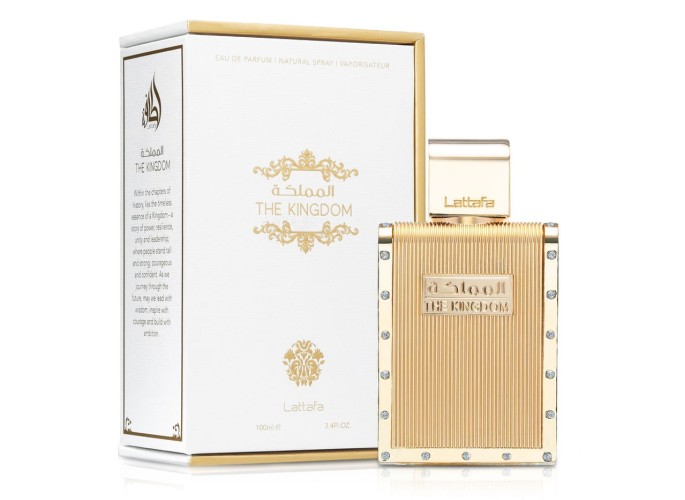 لطافة
المملكة
THE KINGDOM
Within the chapters of
history, lies the timeless
essence of a Kingdom - a
story of power, resilience,
unity and leadership;
where people stand tall
and strong, courageous
and confident. As we
journey through the
future, may we lead with
wisdom, inspire with
courage and build with
ambition.
EAU DE PARFUM | NATURAL SPRAY | VAPORISATEUR
المملكة
THE KINGDOM
Lattafa
100ml ℮ 3.4FL.OZ.
Lattafa
المملكة
THE KINGDOM